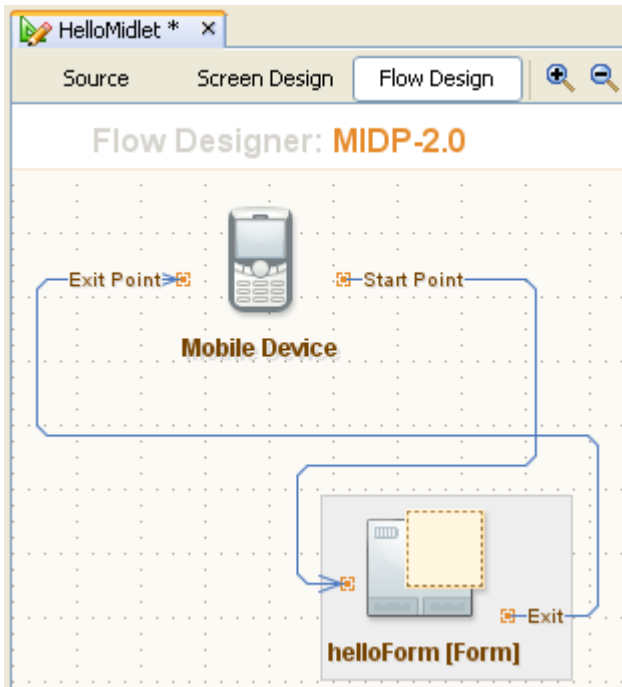 HelloMidlet * ×
Source Screen Design Flow Design
Flow Designer: MIDP-2.0
Exit Point Start Point
Mobile Device
Exit
helloForm [Form]